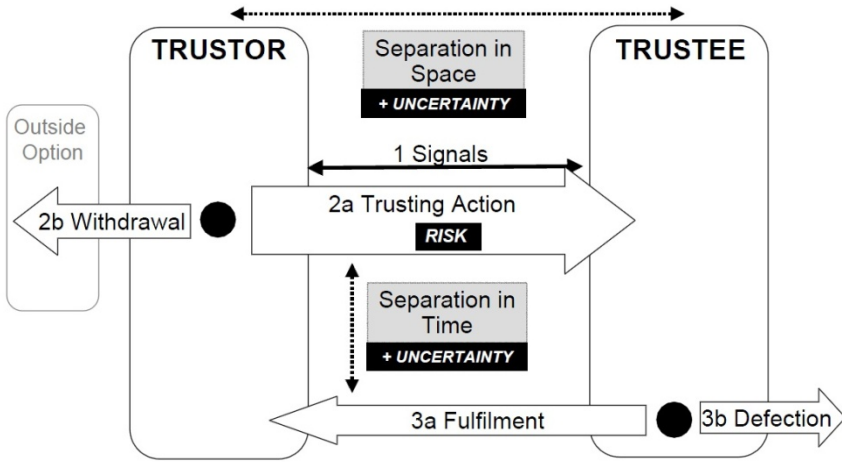 TRUSTOR
TRUSTEE
Separation in
Space
+ UNCERTAINTY
Outside
Option
1 Signals
2a Trusting Action
RISK
2b Withdrawal
Separation in
Time
+ UNCERTAINTY
3a Fulfilment
3b Defection